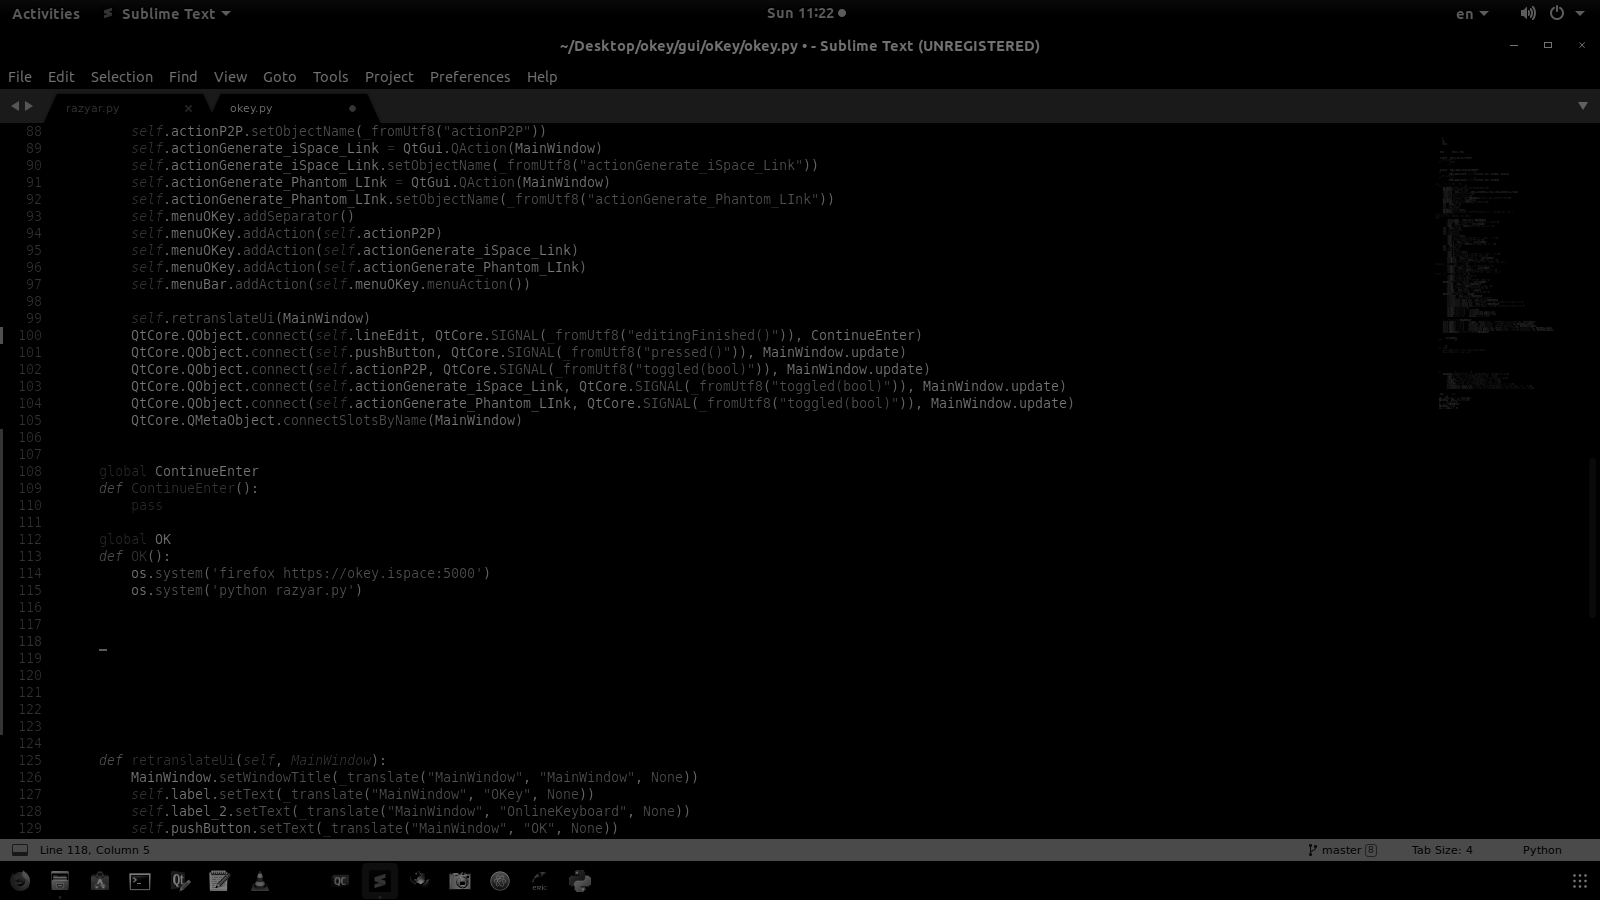 Activities Sublime Text Sun 11:22 en
~/Desktop/okey/gui/oKey/okey.py • - Sublime Text (UNREGISTERED)
File Edit Selection Find View Goto Tools Project Preferences Help
razyar.py okey.py
88 self.actionP2P.setObjectName(_fromUtf8("actionP2P"))
89 self.actionGenerate_iSpace_Link = QtGui.QAction(MainWindow)
90 self.actionGenerate_iSpace_Link.setObjectName(_fromUtf8("actionGenerate_iSpace_Link"))
91 self.actionGenerate_Phantom_LInk = QtGui.QAction(MainWindow)
92 self.actionGenerate_Phantom_LInk.setObjectName(_fromUtf8("actionGenerate_Phantom_LInk"))
93 self.menuOKey.addSeparator()
94 self.menuOKey.addAction(self.actionP2P)
95 self.menuOKey.addAction(self.actionGenerate_iSpace_Link)
96 self.menuOKey.addAction(self.actionGenerate_Phantom_LInk)
97 self.menuBar.addAction(self.menuOKey.menuAction())
98
99 self.retranslateUi(MainWindow)
100 QtCore.QObject.connect(self.lineEdit, QtCore.SIGNAL(_fromUtf8("editingFinished()")), ContinueEnter)
101 QtCore.QObject.connect(self.pushButton, QtCore.SIGNAL(_fromUtf8("pressed()")), MainWindow.update)
102 QtCore.QObject.connect(self.actionP2P, QtCore.SIGNAL(_fromUtf8("toggled(bool)")), MainWindow.update)
103 QtCore.QObject.connect(self.actionGenerate_iSpace_Link, QtCore.SIGNAL(_fromUtf8("toggled(bool)")), MainWindow.update)
104 QtCore.QObject.connect(self.actionGenerate_Phantom_LInk, QtCore.SIGNAL(_fromUtf8("toggled(bool)")), MainWindow.update)
105 QtCore.QMetaObject.connectSlotsByName(MainWindow)
106
107
108 global ContinueEnter
109 def ContinueEnter():
110 pass
111
112 global OK
113 def OK():
114 os.system('firefox https://okey.ispace:5000')
115 os.system('python razyar.py')
116
117
118
119
120
121
122
123
124
125 def retranslateUi(self, MainWindow):
126 MainWindow.setWindowTitle(_translate("MainWindow", "MainWindow", None))
127 self.label.setText(_translate("MainWindow", "OKey", None))
128 self.label_2.setText(_translate("MainWindow", "OnlineKeyboard", None))
129 self.pushButton.setText(_translate("MainWindow", "OK", None))
Line 118, Column 5 master 8 Tab Size: 4 Python
Qt QC eric